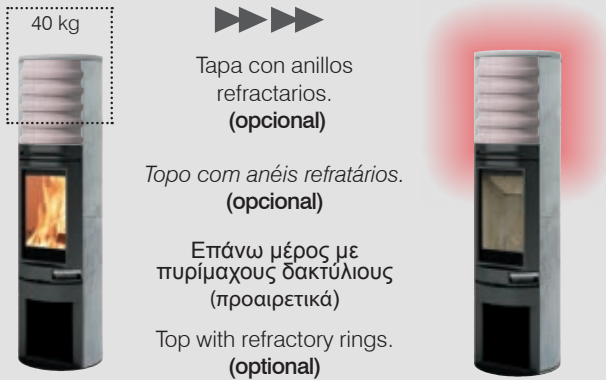 40 kg
Tapa con anillos
refractarios.
(opcional)
Topo com anéis refratários.
(opcional)
Επάνω μέρος με
πυρίμαχους δακτύλιους
(προαιρετικά)
Top with refractory rings.
(optional)